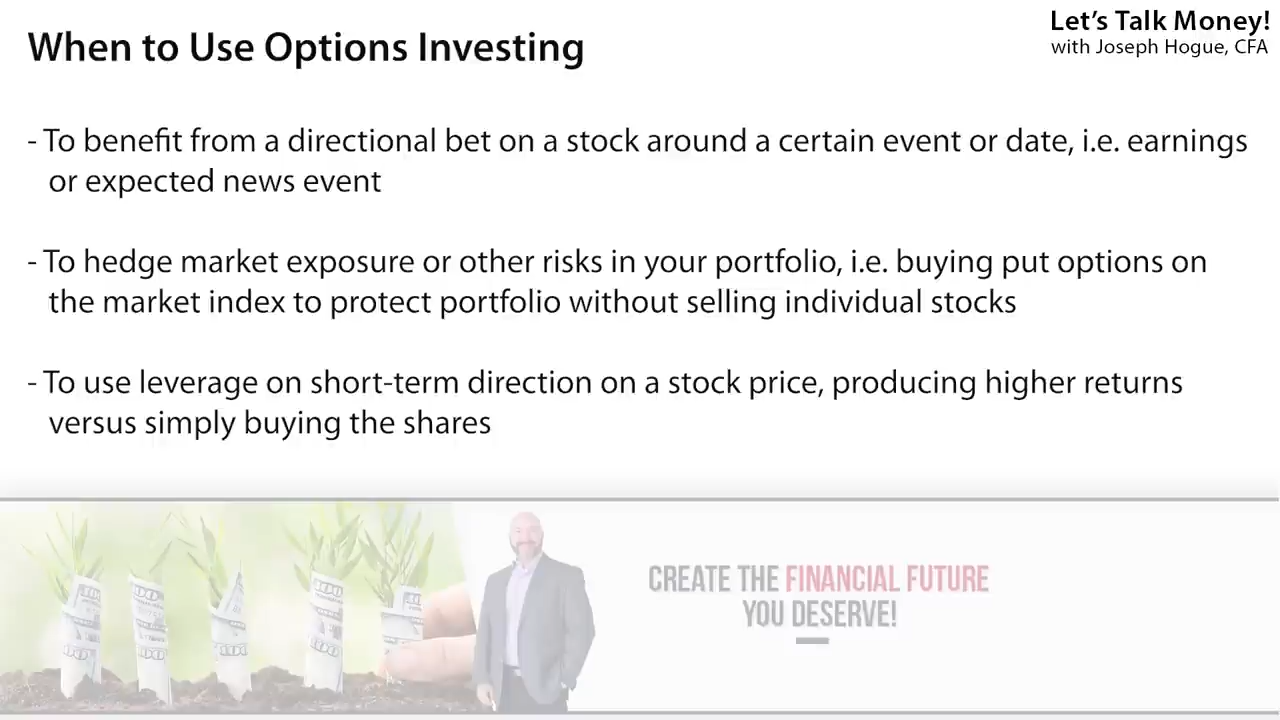 When to Use Options Investing
Let's Talk Money!
with Joseph Hogue, CFA
- To benefit from a directional bet on a stock around a certain event or date, i.e. earnings
or expected news event
- To hedge market exposure or other risks in your portfolio, i.e. buying put options on
the market index to protect portfolio without selling individual stocks
- To use leverage on short-term direction on a stock price, producing higher returns
versus simply buying the shares
CREATE THE FINANCIAL FUTURE
YOU DESERVE!